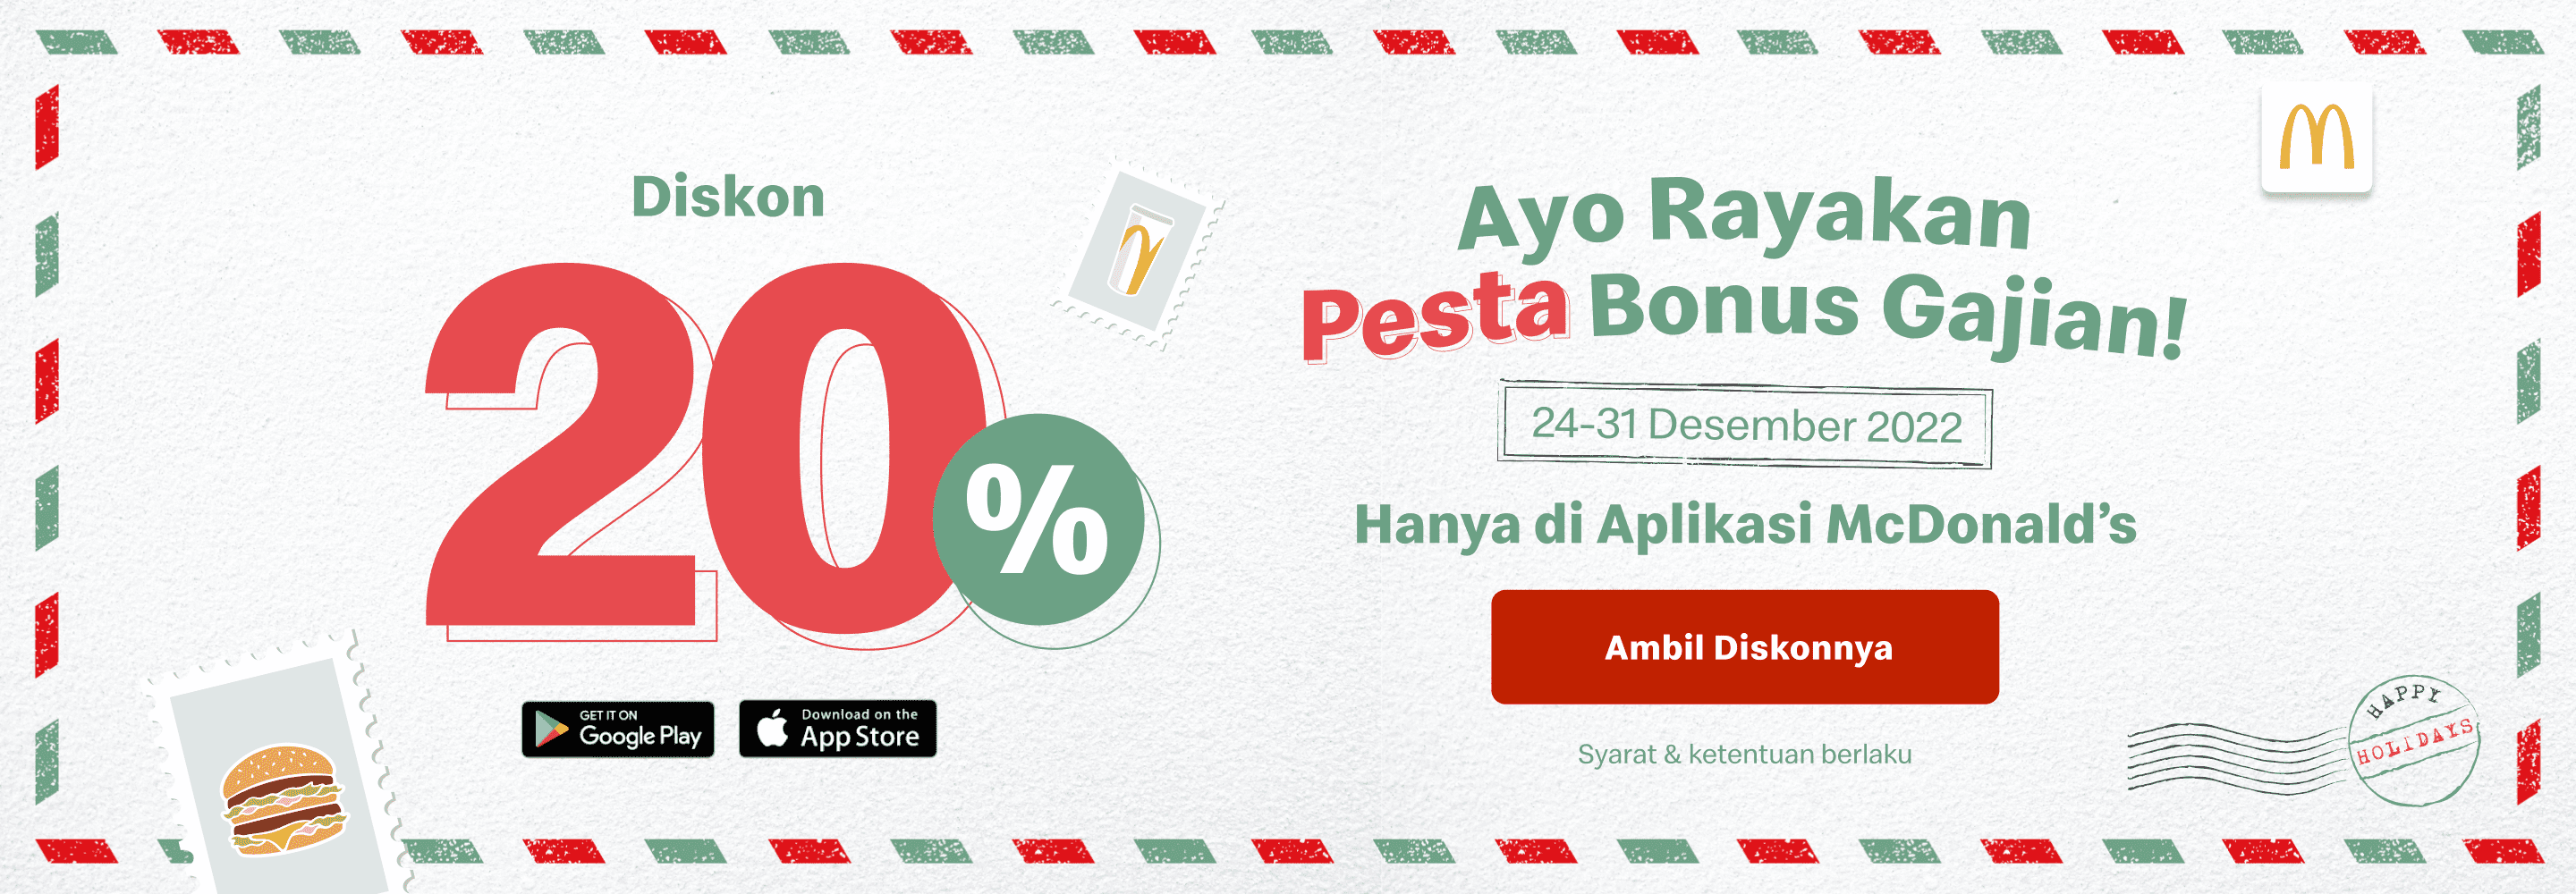 Diskon
20%
GET IT ON
Google Play
Download on the
App Store
Ayo Rayakan
Pesta Bonus Gajian!
24-31 Desember 2022
Hanya di Aplikasi McDonald's
Ambil Diskonnya
Syarat & ketentuan berlaku
HAPPY
HOLIDAYS